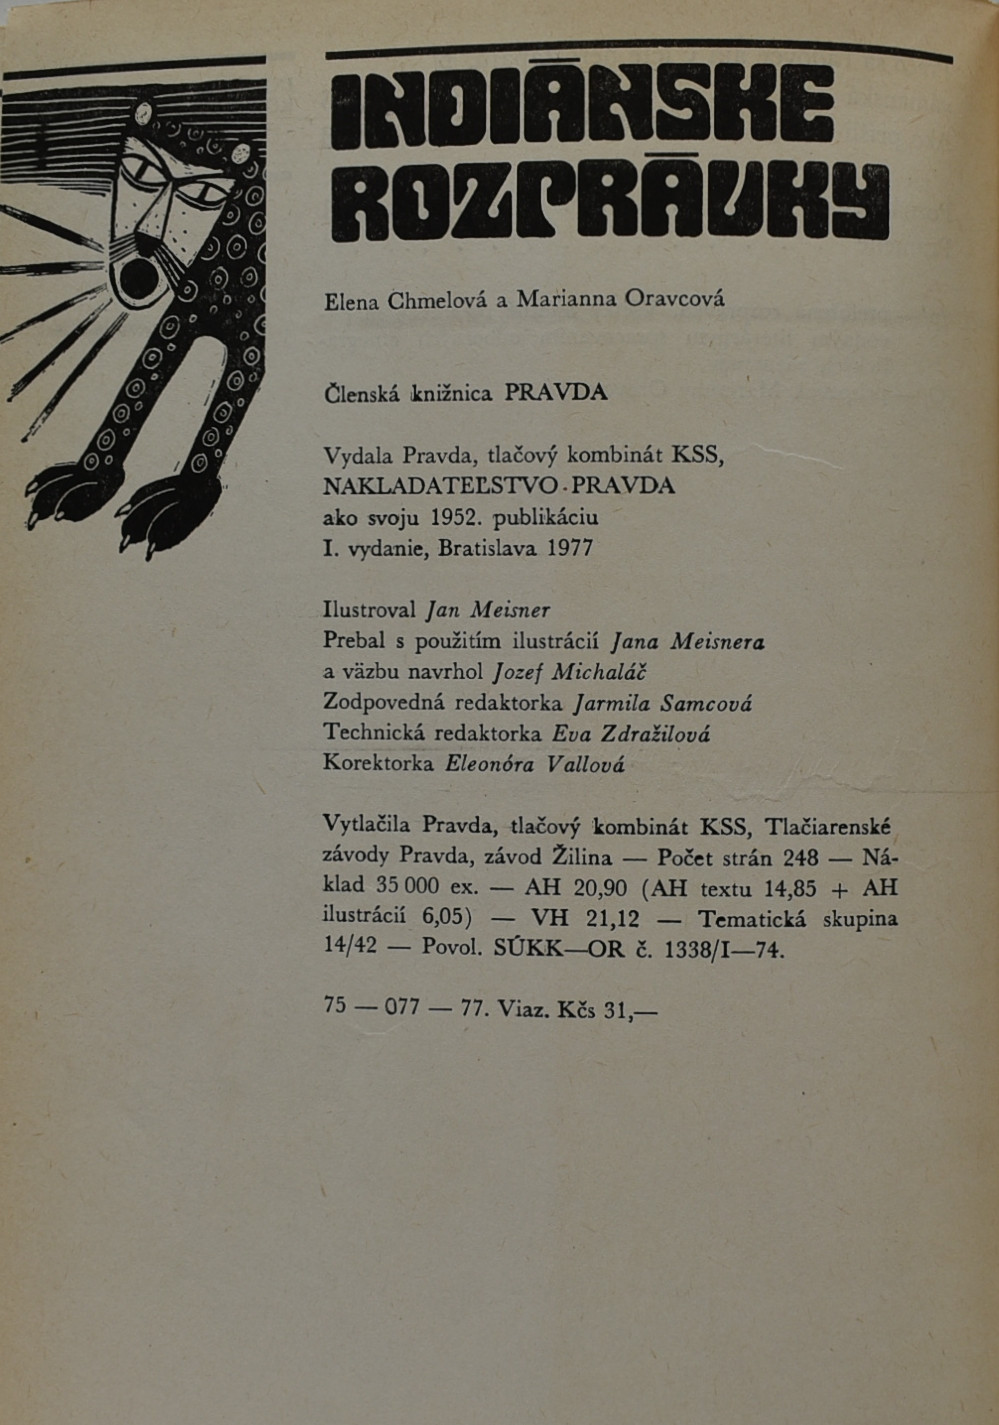 INDIÁNSKE
ROZPRÁVKY
Elena Chmelová a Marianna Oravcová
Členská knižnica PRAVDA
Vydala Pravda, tlačový kombinát KSS,
NAKLADATEĽSTVO PRAVDA
ako svoju 1952. publikáciu
I. vydanie, Bratislava 1977
Ilustroval Jan Meisner
Prebal s použitím ilustrácií Jana Meisnera
a väzbu navrhol Jozef Michaláč
Zodpovedná redaktorka Jarmila Samcová
Technická redaktorka Eva Zdražilová
Korektorka Eleonóra Vallová
Vytlačila Pravda, tlačový kombinát KSS, Tlačiarenské
závody Pravda, závod Žilina — Počet strán 248 — Ná-
klad 35 000 ex. — AH 20,90 (AH textu 14,85 + AH
ilustrácií 6,05) — VH 21,12 — Tematická skupina
14/42 — Povol. SÚKK—OR č. 1338/I—74.
75 — 077 — 77. Viaz. Kčs 31,—